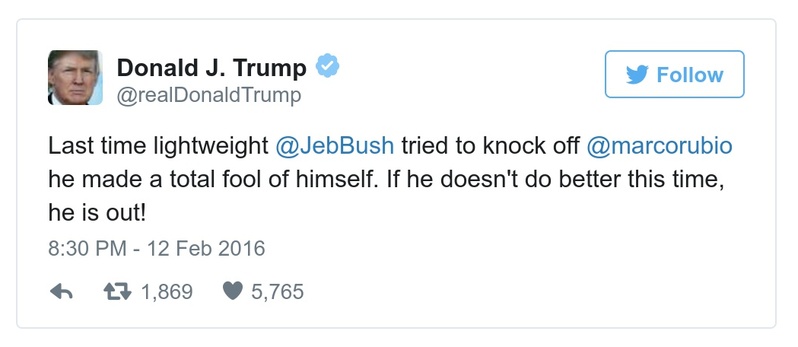 Donald J. Trump
@realDonaldTrump
Follow
Last time lightweight @JebBush tried to knock off @marcorubio
he made a total fool of himself. If he doesn't do better this time,
he is out!
8:30 PM - 12 Feb 2016
1,869 5,765